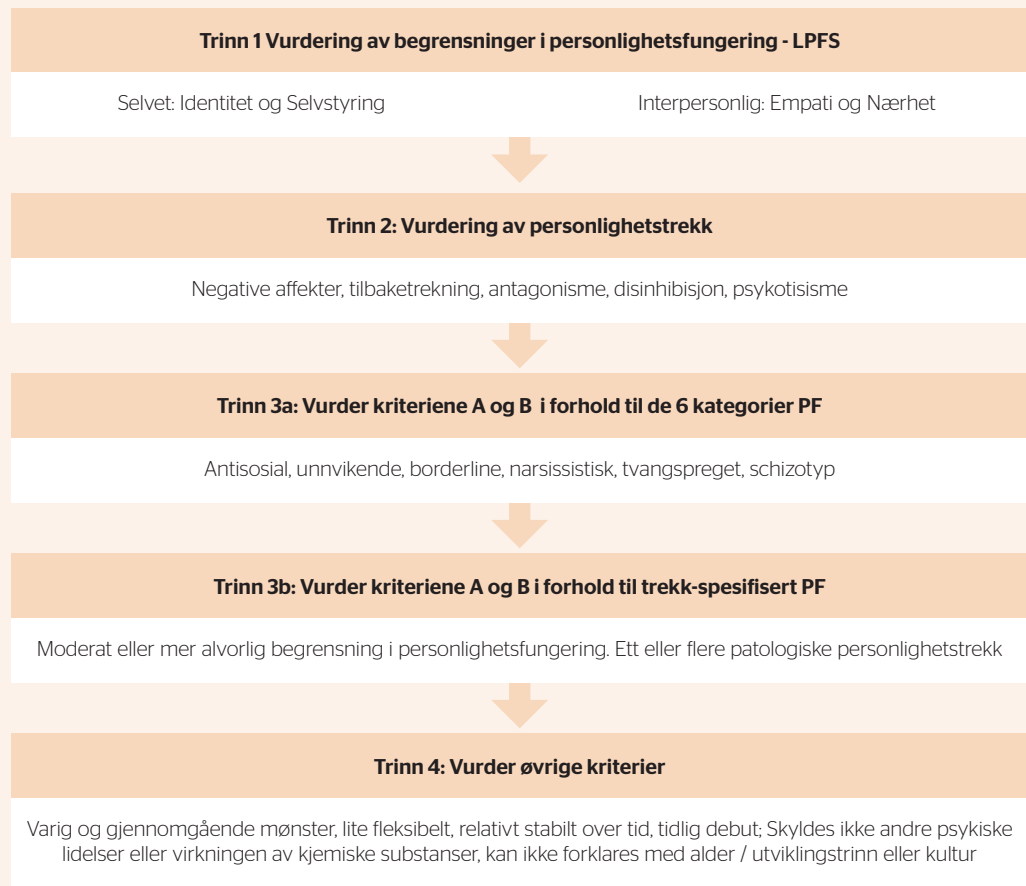 Trinn 1 Vurdering av begrensninger i personlighetsfungering - LPFS
Selvet: Identitet og Selvstyring
Interpersonlig: Empati og Nærhet
Trinn 2: Vurdering av personlighetstrekk
Negative affekter, tilbaketrekning, antagonisme, disinhibisjon, psykotisisme
Trinn 3a: Vurder kriteriene A og B i forhold til de 6 kategorier PF
Antisosial, unnvikende, borderline, narsissistisk, tvangspreget, schizotyp
Trinn 3b: Vurder kriteriene A og B i forhold til trekk-spesifisert PF
Moderat eller mer alvorlig begrensning i personlighetsfungering. Ett eller flere patologiske personlighetstrekk
Trinn 4: Vurder øvrige kriterier
Varig og gjennomgående mønster, lite fleksibelt, relativt stabilt over tid, tidlig debut; Skyldes ikke andre psykiske
lidelser eller virkningen av kjemiske substanser, kan ikke forklares med alder / utviklingstrinn eller kultur